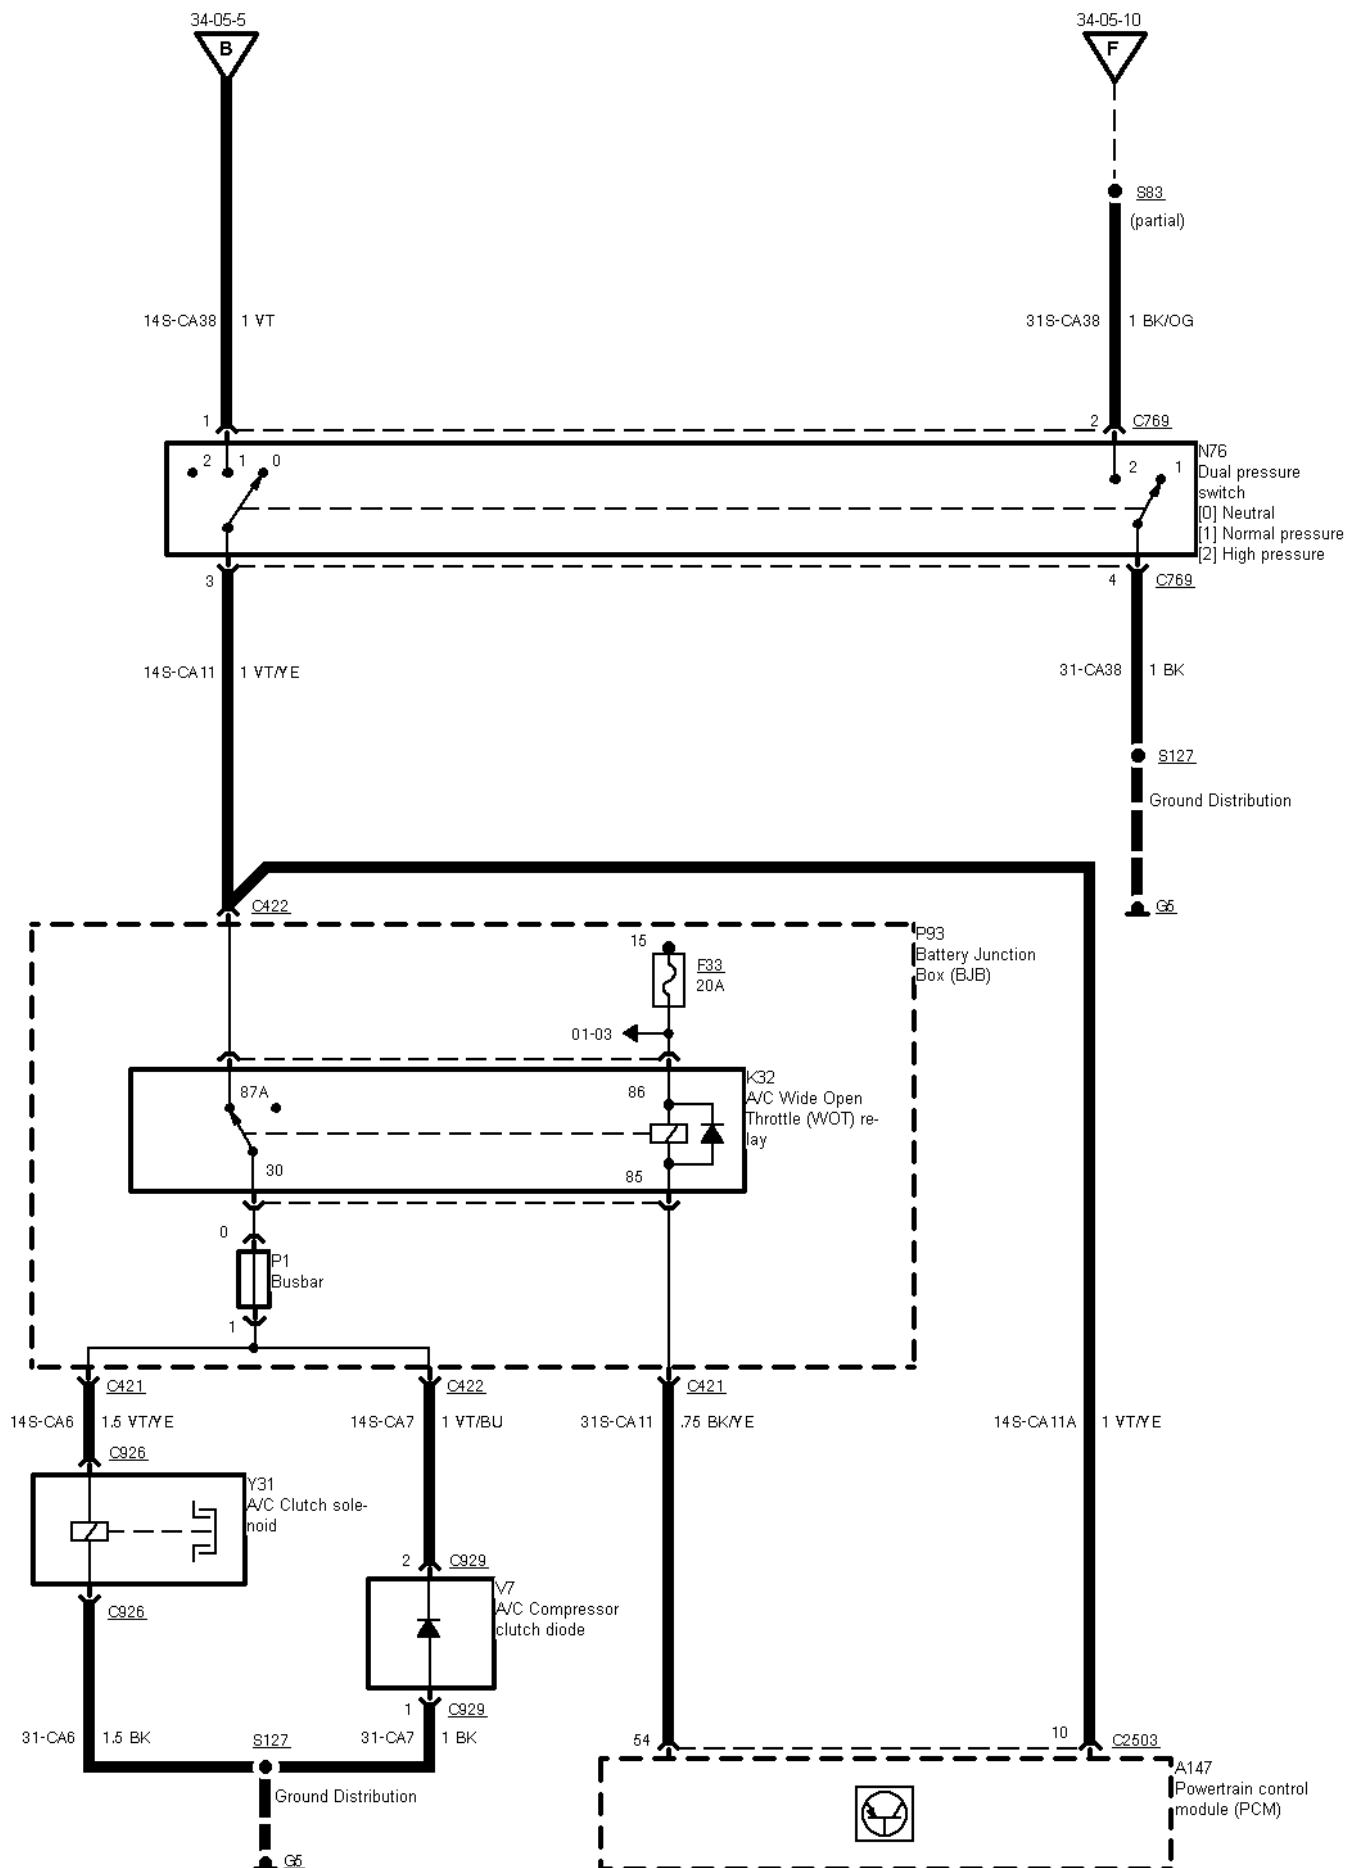 34-05-5
34-05-10
B
F
S83
(partial)
14S-CA38
1 VT
31S-CA38
1 BK/OG
1
2
C769
2
1
0
2
1
N76
Dual pressure
switch
[0] Neutral
[1] Normal pressure
[2] High pressure
3
4
C769
14S-CA11
1 VT/YE
31-CA38
1 BK
S127
Ground Distribution
C422
G5
P93
Battery Junction
Box (BJB)
15
F33
20A
01-03
87A
86
K32
A/C Wide Open
Throttle (WOT) re-
lay
30
85
0
P1
Busbar
1
C421
C422
C421
14S-CA6
1.5 VT/YE
14S-CA7
1 VT/BU
31S-CA11
.75 BK/YE
14S-CA11A
1 VT/YE
C926
Y31
A/C Clutch sole-
noid
2
C929
C926
V7
A/C Compressor
clutch diode
1
C929
31-CA6
1.5 BK
S127
31-CA7
1 BK
54
10
C2503
A147
Powertrain control
module (PCM)
Ground Distribution
G5